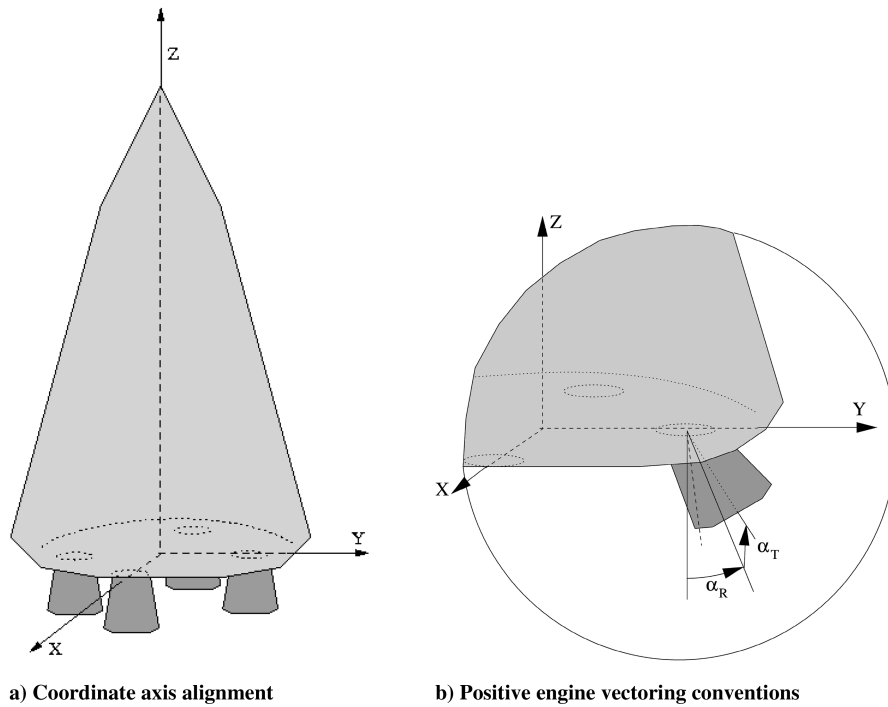 Z
Y
X
Z
Y
X
α_T
α_R
a) Coordinate axis alignment
b) Positive engine vectoring conventions